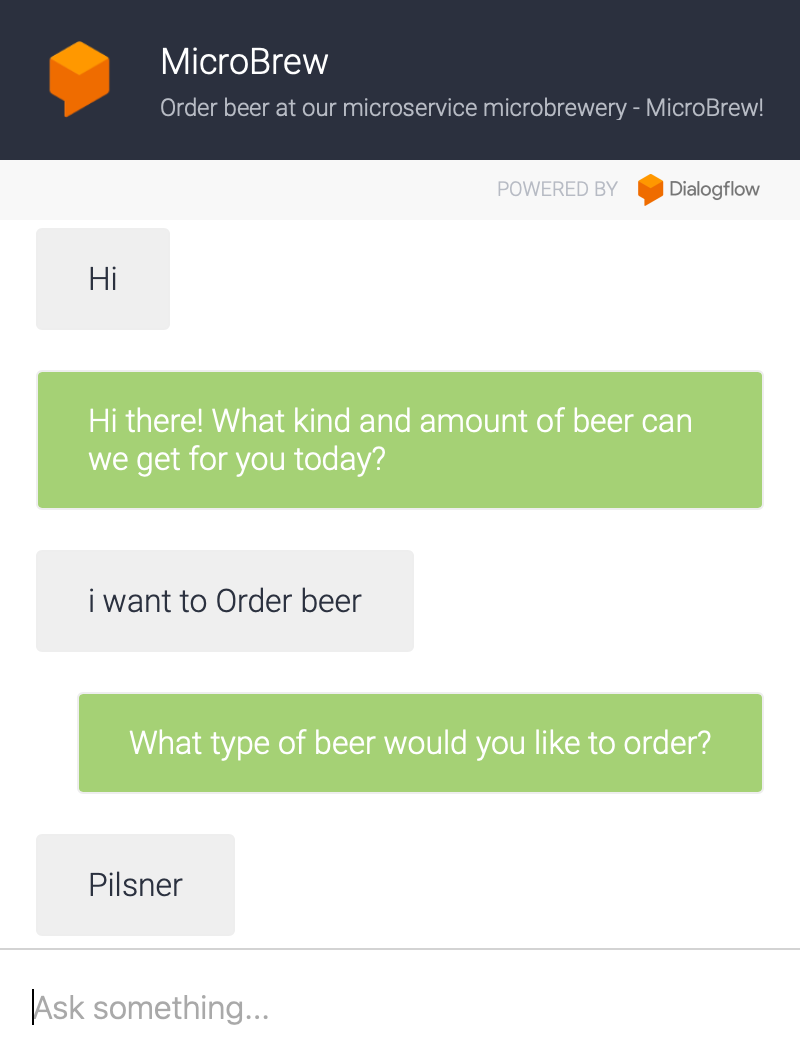 MicroBrew
Order beer at our microservice microbrewery - MicroBrew!
POWERED BY Dialogflow
Hi
Hi there! What kind and amount of beer can
we get for you today?
i want to Order beer
What type of beer would you like to order?
Pilsner
Ask something...